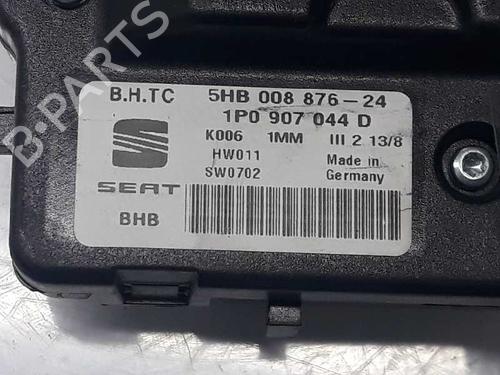 B-PARTS
B.H.TC 5HB 008 876-24
1P0 907 044 D
K006 1MM III 2 13/8
HW011 Made in
SEAT SW0702 Germany
BHB